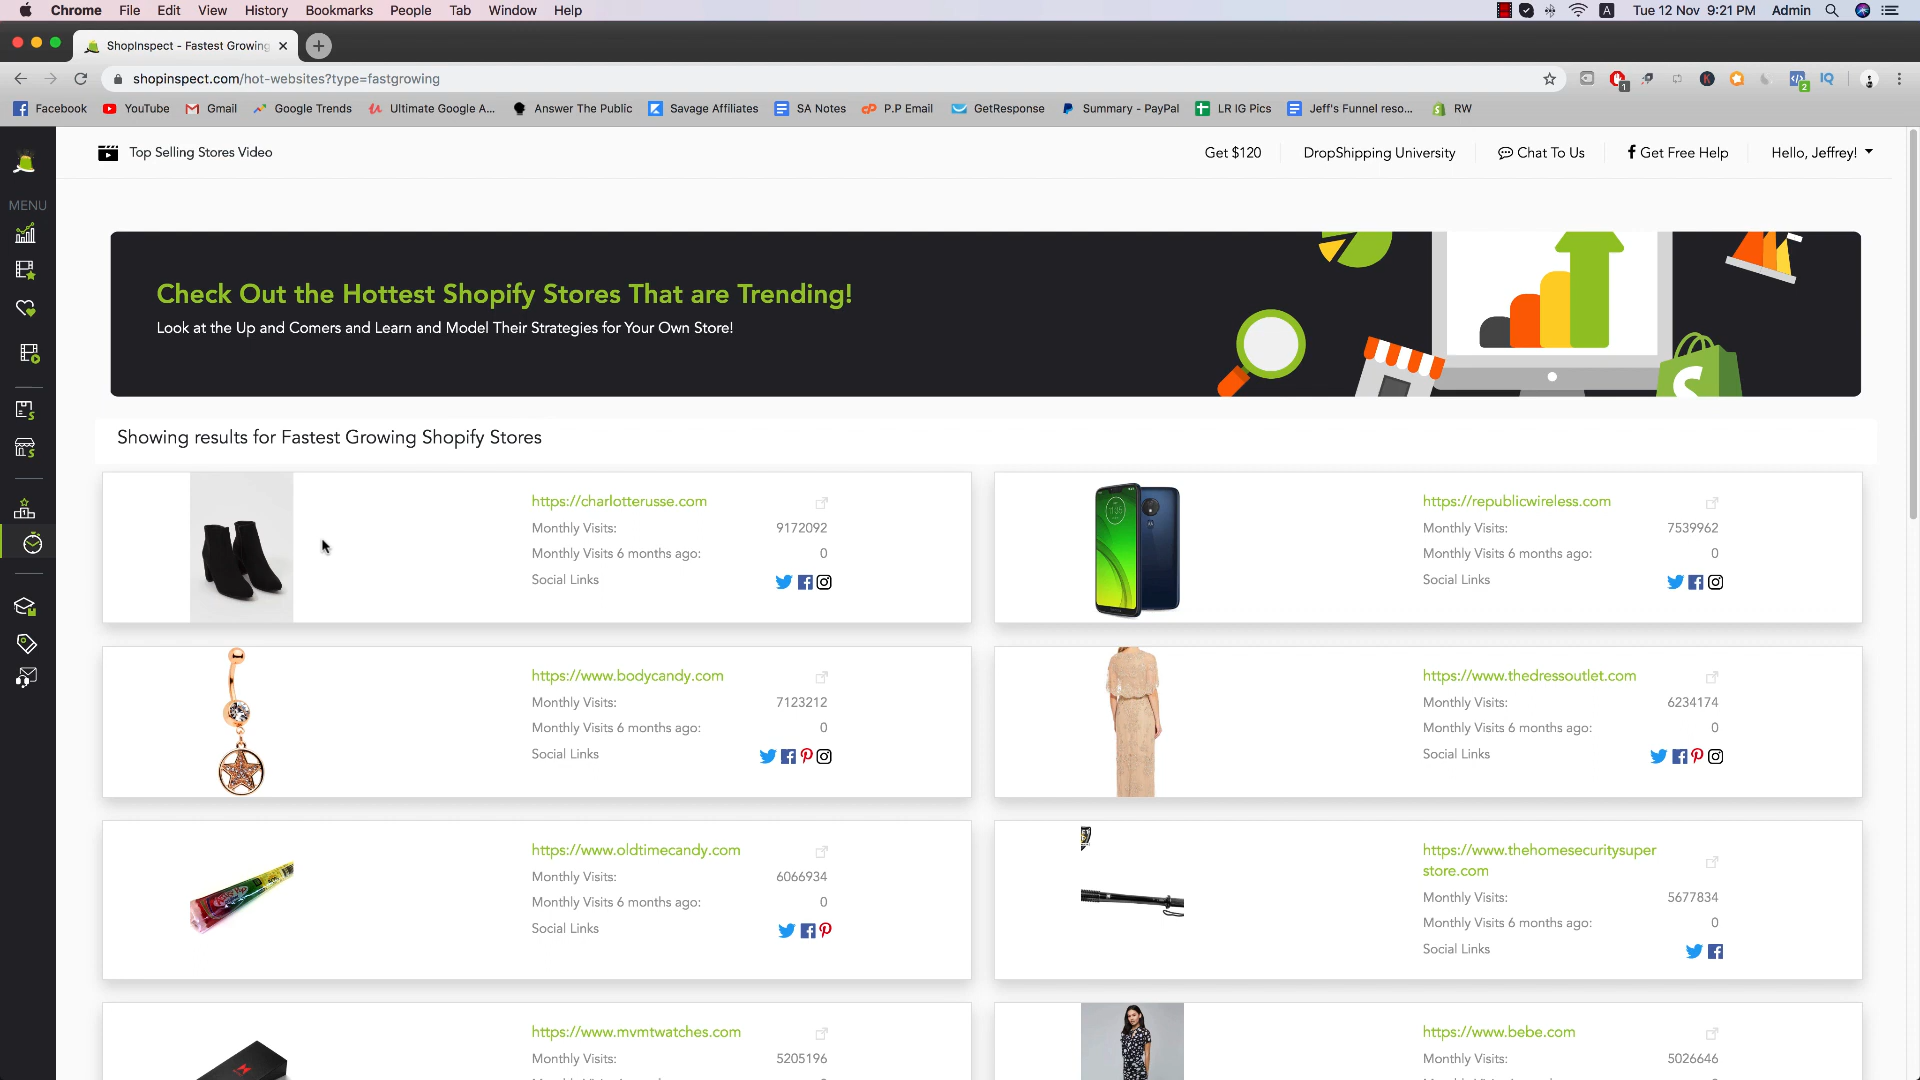 Chrome File Edit View History Bookmarks People Tab Window Help
A Tue 12 Nov 9:21 PM Admin
ShopInspect - Fastest Growing
shopinspect.com/hot-websites?type=fastgrowing
Facebook YouTube Gmail Google Trends Ultimate Google A... Answer The Public Savage Affiliates SA Notes P.P Email GetResponse Summary - PayPal LR IG Pics Jeff's Funnel reso... RW
Top Selling Stores Video
Get $120 DropShipping University Chat To Us Get Free Help Hello, Jeffrey!
MENU
Check Out the Hottest Shopify Stores That are Trending!
Look at the Up and Comers and Learn and Model Their Strategies for Your Own Store!
Showing results for Fastest Growing Shopify Stores
https://charlotterusse.com
Monthly Visits: 9172092
Monthly Visits 6 months ago: 0
Social Links
https://republicwireless.com
Monthly Visits: 7539962
Monthly Visits 6 months ago: 0
Social Links
https://www.bodycandy.com
Monthly Visits: 7123212
Monthly Visits 6 months ago: 0
Social Links
https://www.thedressoutlet.com
Monthly Visits: 6234174
Monthly Visits 6 months ago: 0
Social Links
https://www.oldtimecandy.com
Monthly Visits: 6066934
Monthly Visits 6 months ago: 0
Social Links
https://www.thehomesecuritysuper
store.com
Monthly Visits: 5677834
Monthly Visits 6 months ago: 0
Social Links
https://www.mvmtwatches.com
Monthly Visits: 5205196
https://www.bebe.com
Monthly Visits: 5026646